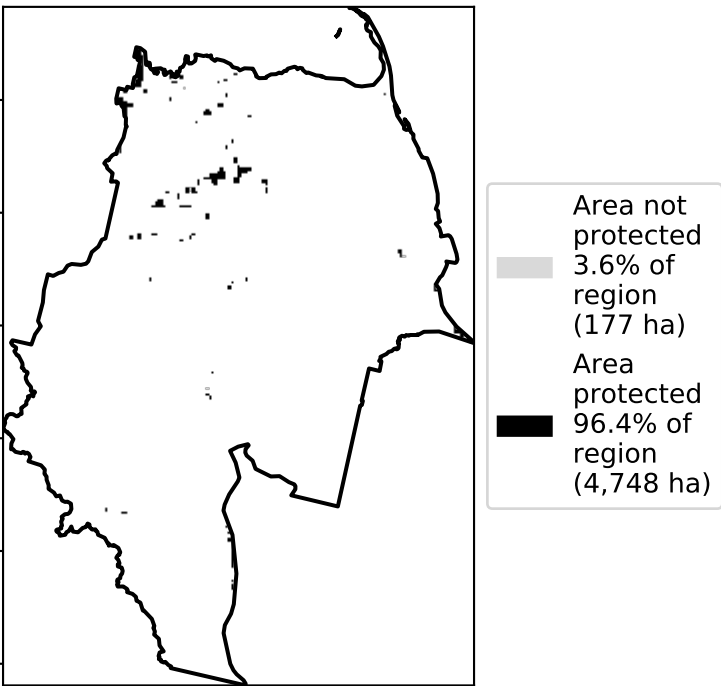 Area not
protected
3.6% of
region
(177 ha)
Area
protected
96.4% of
region
(4,748 ha)